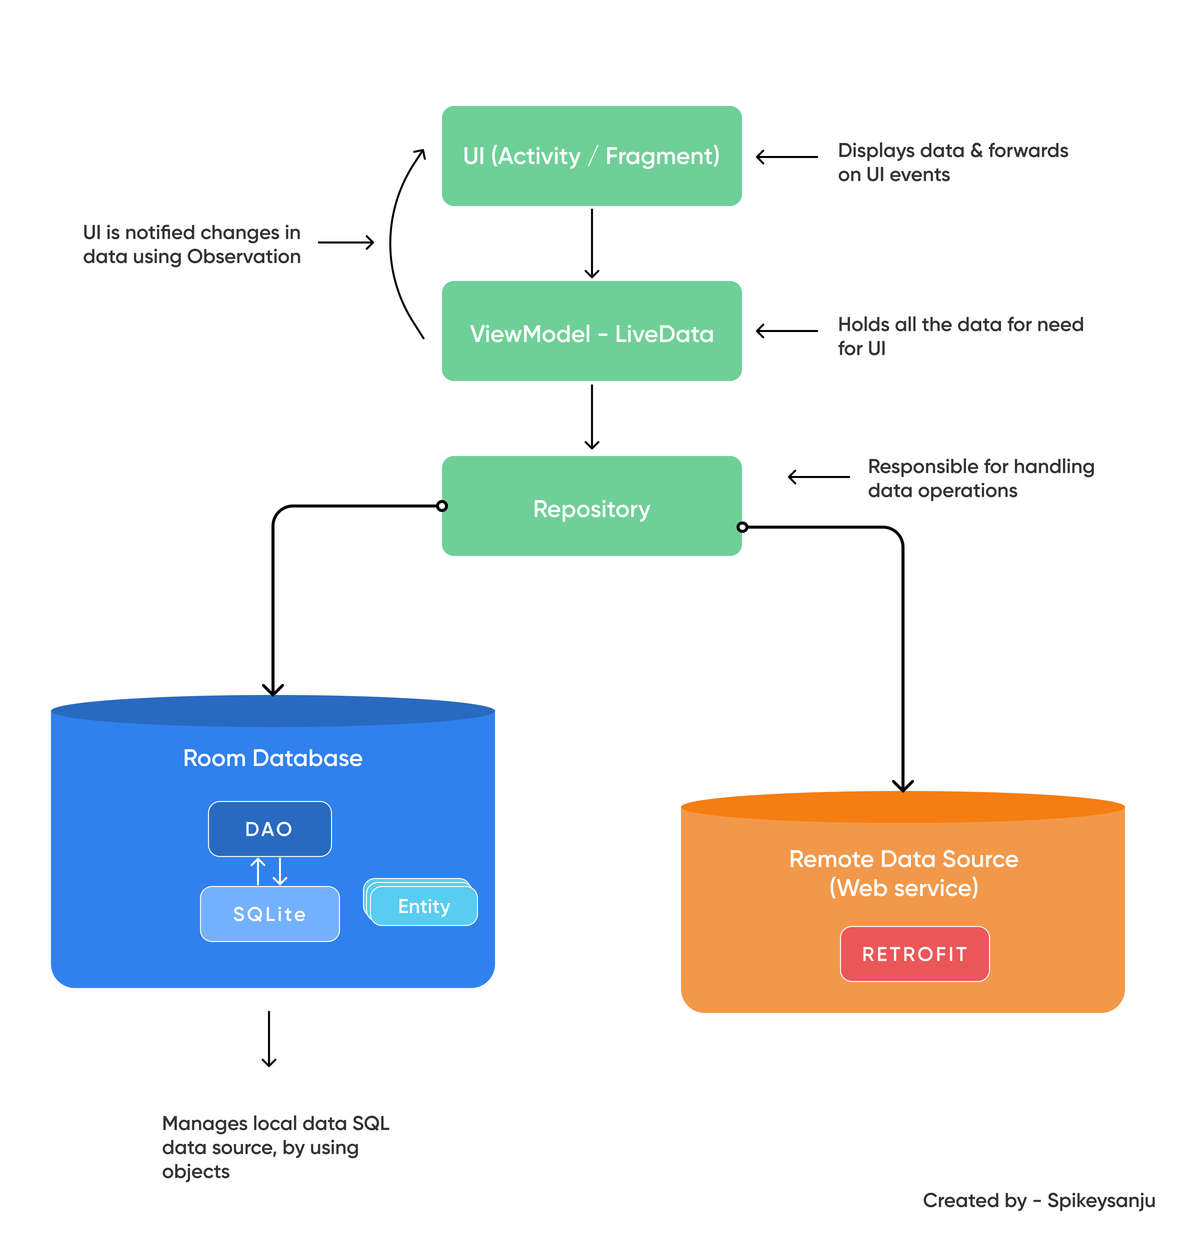 UI (Activity / Fragment)
Displays data & forwards
on UI events
UI is notified changes in
data using Observation
ViewModel - LiveData
Holds all the data for need
for UI
Repository
Responsible for handling
data operations
Room Database
DAO
SQLite
Entity
Remote Data Source
(Web service)
RETROFIT
Manages local data SQL
data source, by using
objects
Created by - Spikeysanju